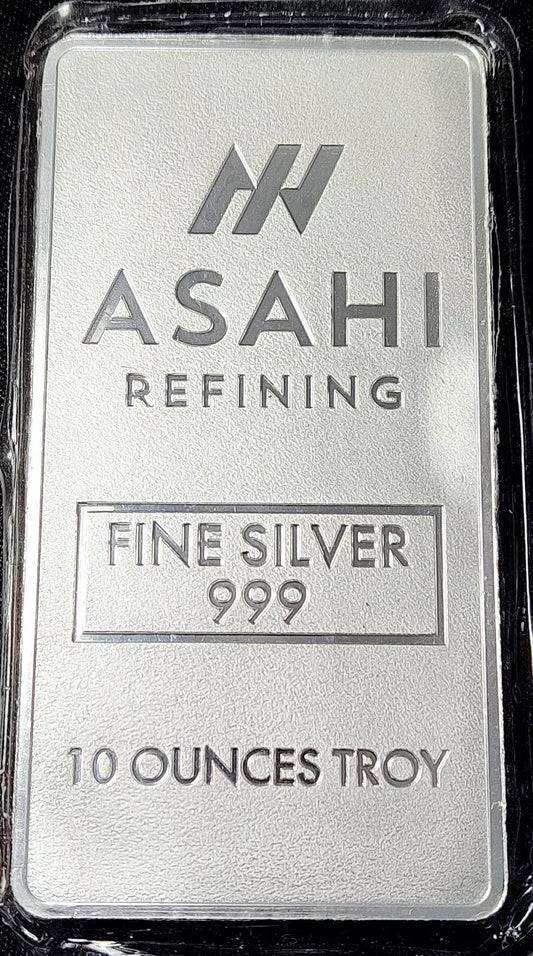 ASAHI
REFINING
FINE SILVER
999
10 OUNCES TROY